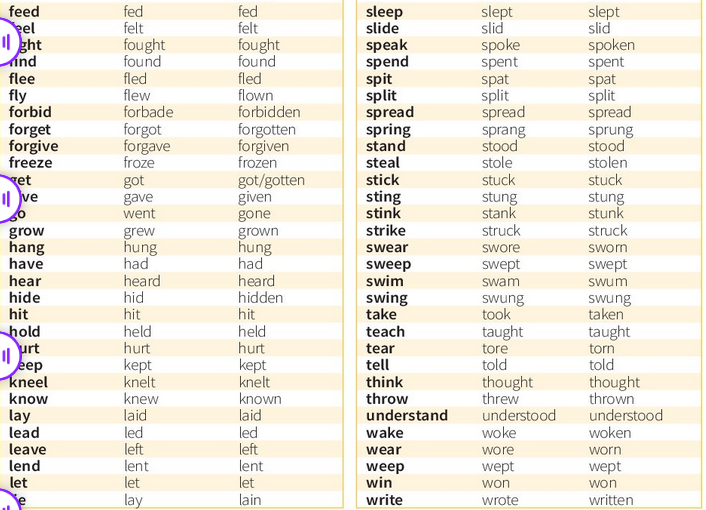 feed fed fed
felt felt
fought fought
find found found
flee fled fled
fly flew flown
forbid forbade forbidden
forget forgot forgotten
forgive forgave forgiven
freeze froze frozen
get got got/gotten
gave given
go went gone
grow grew grown
hang hung hung
have had had
hear heard heard
hide hid hidden
hit hit hit
hold held held
hurt hurt
kept kept
kneel knelt knelt
know knew known
lay laid laid
lead led led
leave left left
lend lent lent
let let let
lay lain
sleep slept slept
slide slid slid
speak spoke spoken
spend spent spent
spit spat spat
split split split
spread spread spread
spring sprang sprung
stand stood stood
steal stole stolen
stick stuck stuck
sting stung stung
stink stank stunk
strike struck struck
swear swore sworn
sweep swept swept
swim swam swum
swing swung swung
take took taken
teach taught taught
tear tore torn
tell told told
think thought thought
throw threw thrown
understand understood understood
wake woke woken
wear wore worn
weep wept wept
win won won
write wrote written